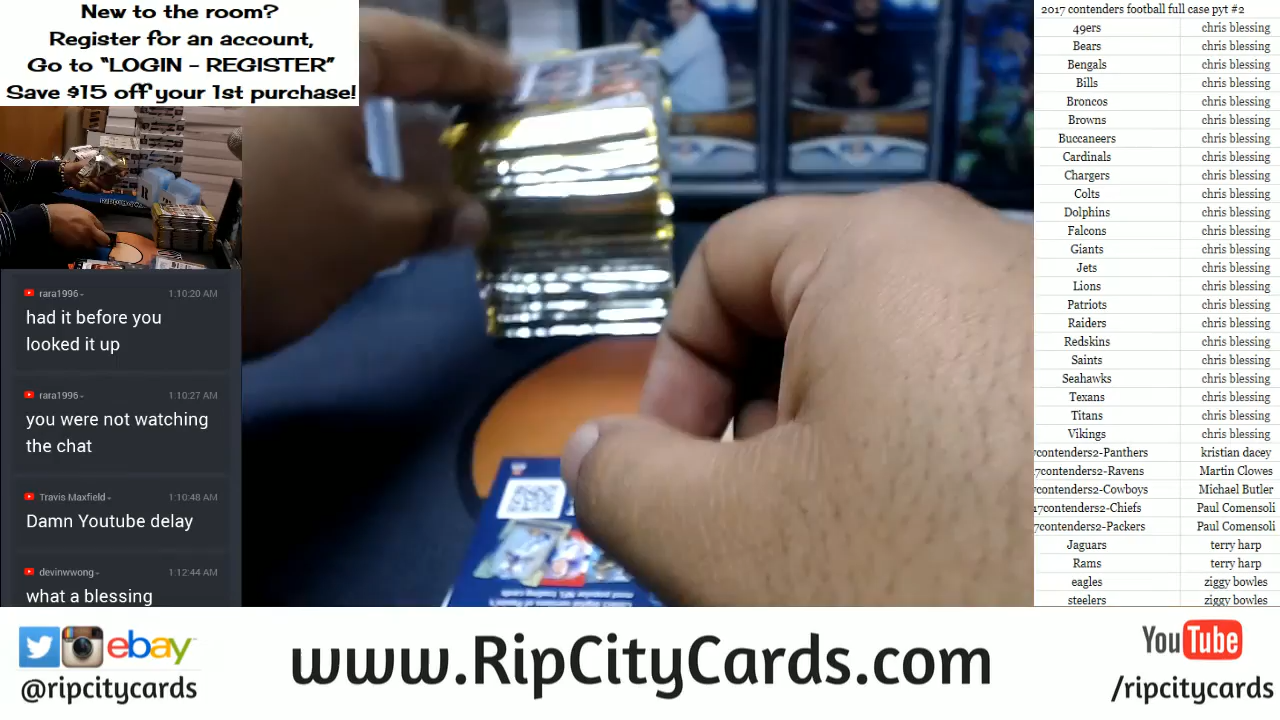 New to the room?
Register for an account,
Go to “LOGIN - REGISTER”
Save $15 off your 1st purchase!
rara1996- 1:10:20 AM
had it before you
looked it up
rara1996- 1:10:27 AM
you were not watching
the chat
Travis Maxfield- 1:10:48 AM
Damn Youtube delay
devinwwong- 1:12:44 AM
what a blessing
2017 contenders football full case pyt #2
49ers chris blessing
Bears chris blessing
Bengals chris blessing
Bills chris blessing
Broncos chris blessing
Browns chris blessing
Buccaneers chris blessing
Cardinals chris blessing
Chargers chris blessing
Colts chris blessing
Dolphins chris blessing
Falcons chris blessing
Giants chris blessing
Jets chris blessing
Lions chris blessing
Patriots chris blessing
Raiders chris blessing
Redskins chris blessing
Saints chris blessing
Seahawks chris blessing
Texans chris blessing
Titans chris blessing
Vikings chris blessing
7contenders2-Panthers kristian dacey
17contenders2-Ravens Martin Clowes
7contenders2-Cowboys Michael Butler
17contenders2-Chiefs Paul Comensoli
7contenders2-Packers Paul Comensoli
Jaguars terry harp
Rams terry harp
eagles ziggy bowles
steelers ziggy bowles
ebay
@ripcitycards
www.RipCityCards.com
YouTube
/ripcitycards